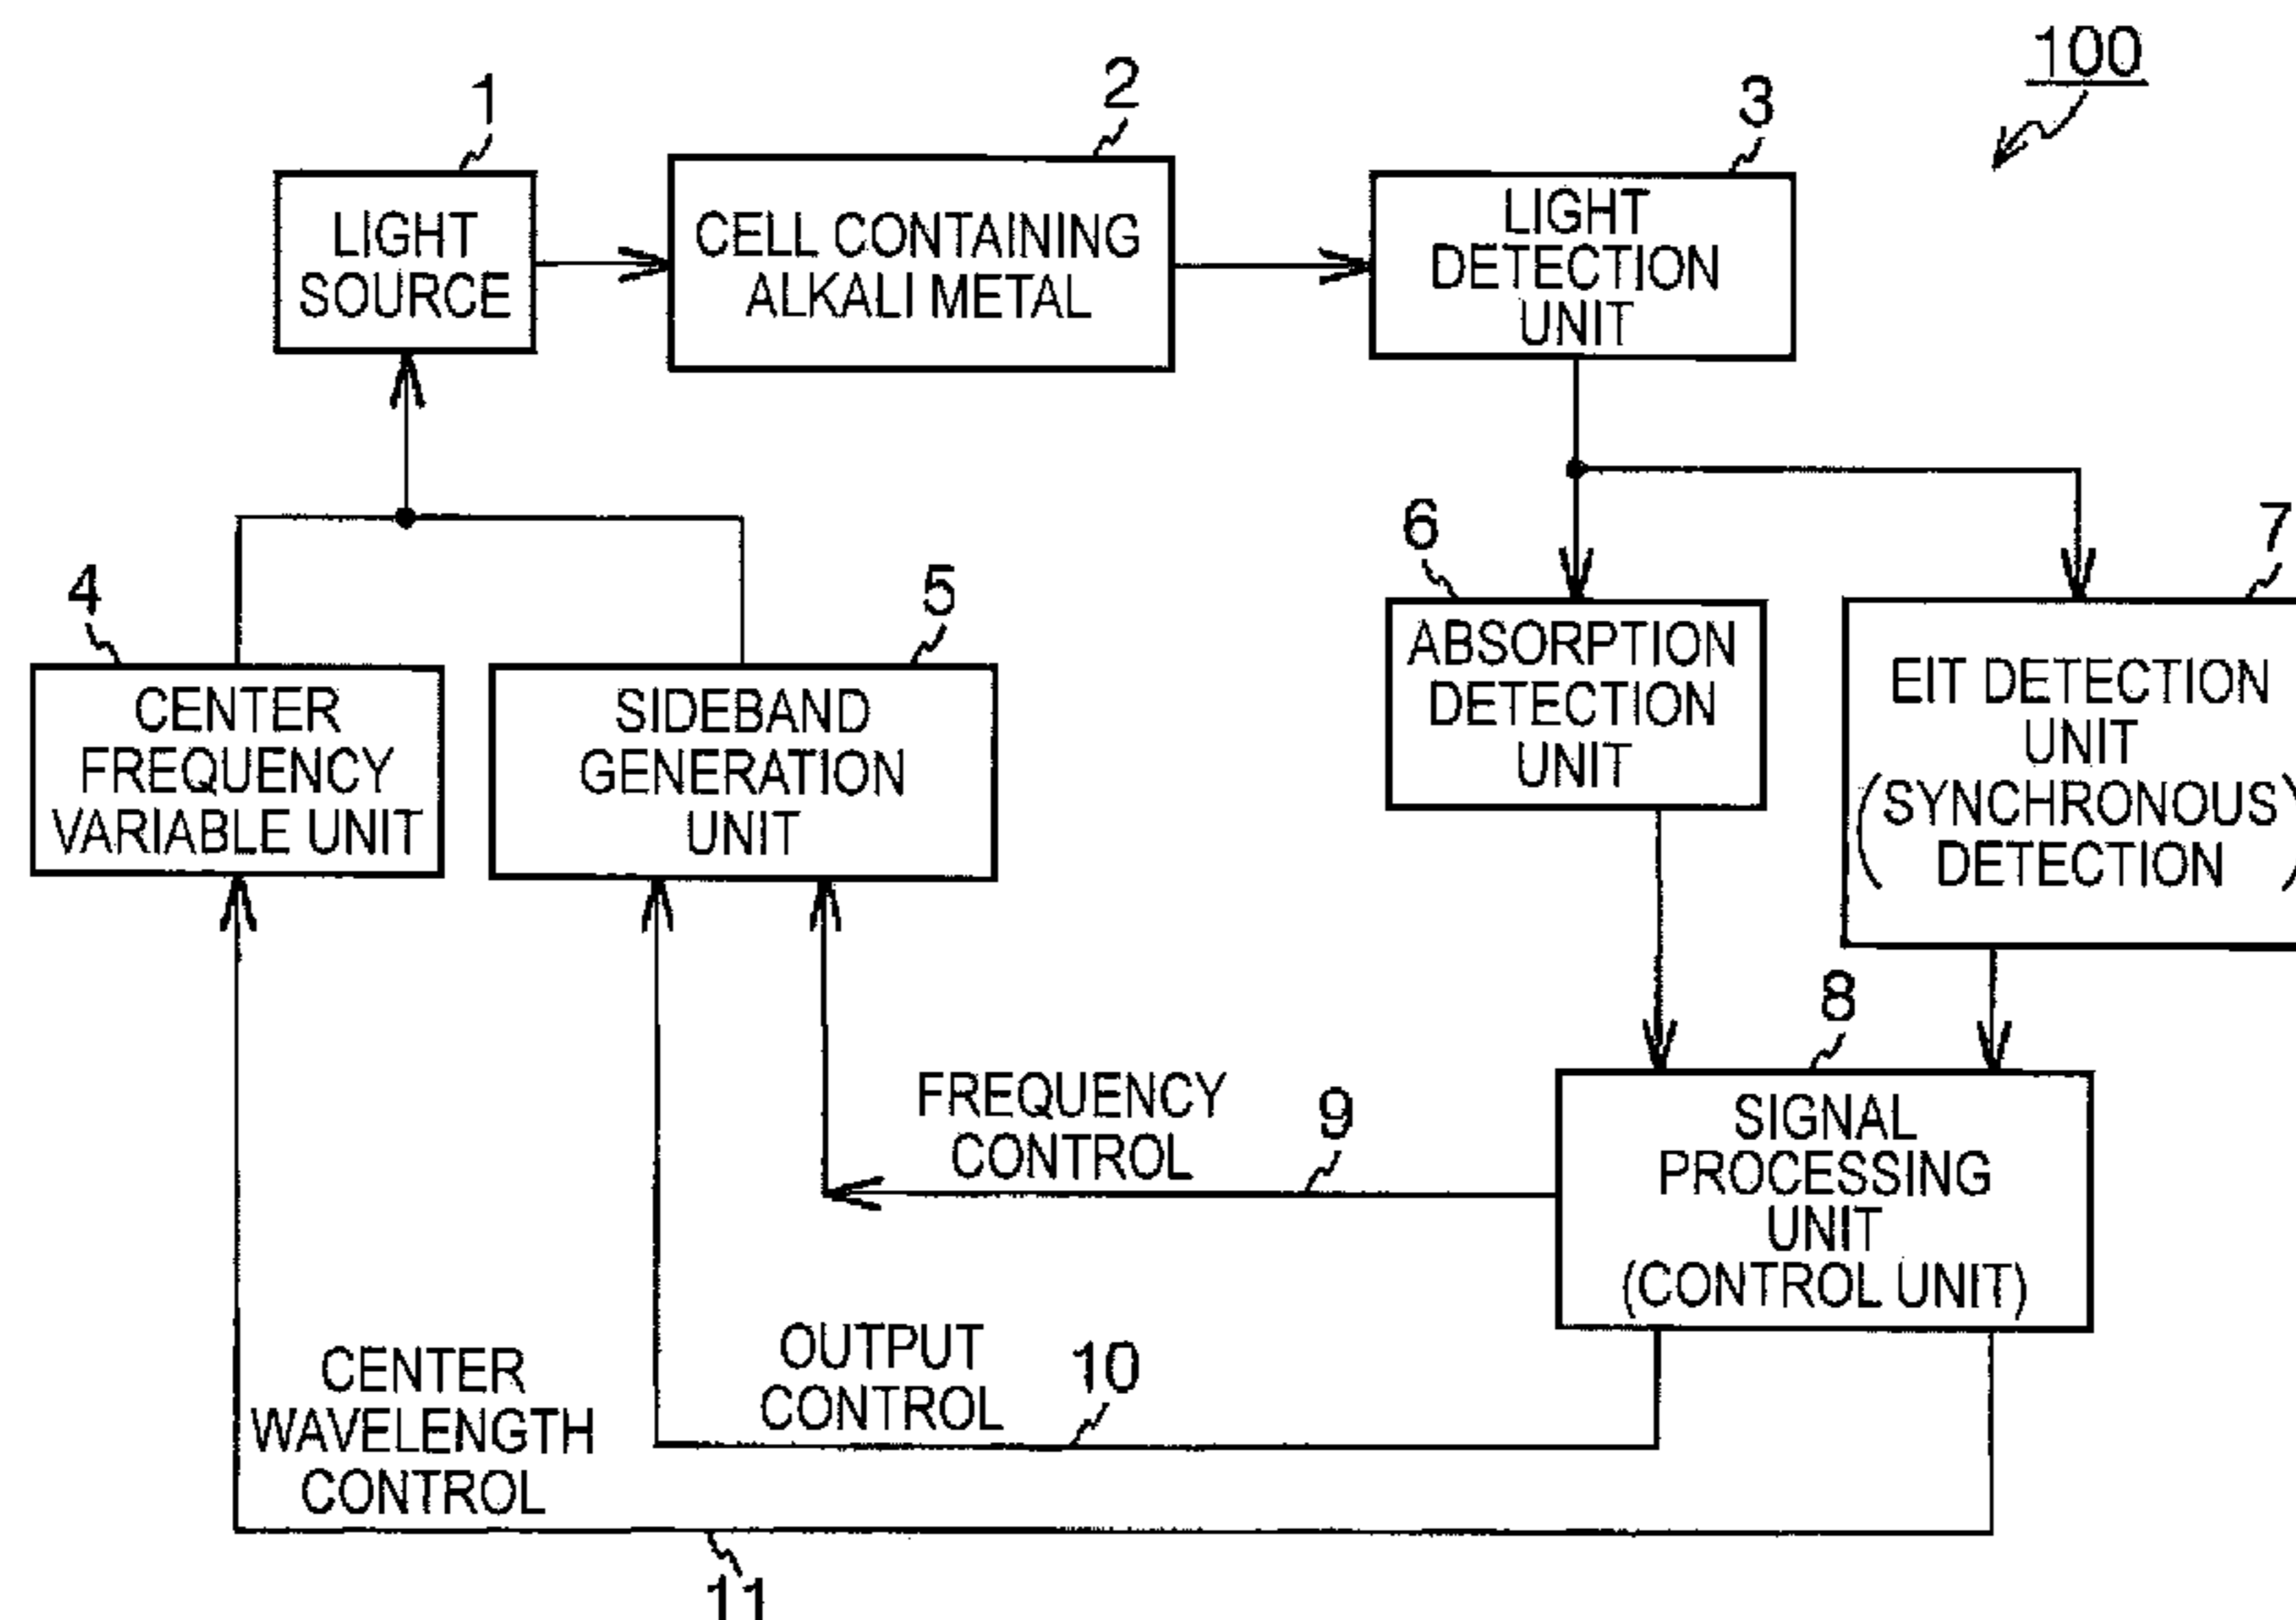 100
1
2
3
LIGHT
SOURCE
CELL CONTAINING
ALKALI METAL
LIGHT
DETECTION
UNIT
4
5
6
7
CENTER
FREQUENCY
VARIABLE UNIT
SIDEBAND
GENERATION
UNIT
ABSORPTION
DETECTION
UNIT
EIT DETECTION
UNIT
(SYNCHRONOUS
DETECTION)
8
FREQUENCY
CONTROL
9
SIGNAL
PROCESSING
UNIT
(CONTROL UNIT)
OUTPUT
CONTROL
10
CENTER
WAVELENGTH
CONTROL
11